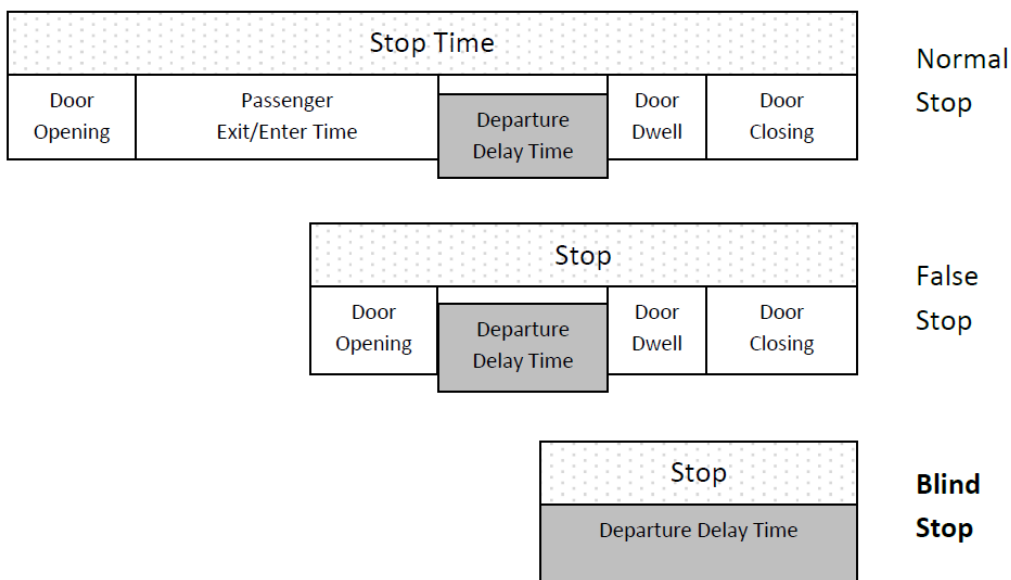 Stop Time
Normal
Stop
Door
Opening
Passenger
Exit/Enter Time
Departure
Delay Time
Door
Dwell
Door
Closing
Stop
False
Stop
Door
Opening
Departure
Delay Time
Door
Dwell
Door
Closing
Stop
Blind
Stop
Departure Delay Time